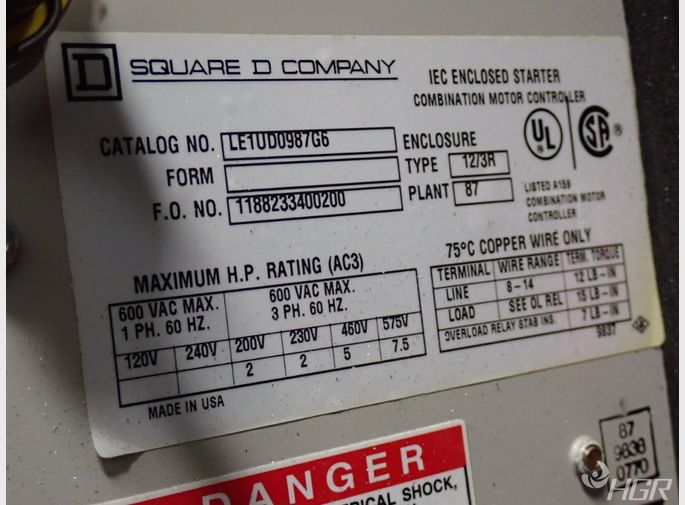 D SQUARE D COMPANY
IEC ENCLOSED STARTER
COMBINATION MOTOR CONTROLLER
CATALOG NO. LE1UD0987G6
FORM
F.O. NO. 1188233400200
ENCLOSURE
TYPE 12/3R
PLANT 87
UL
SA
LISTED A159
COMBINATION MOTOR
CONTROLLER
MAXIMUM H.P. RATING (AC3)
600 VAC MAX.
1 PH. 60 HZ.
600 VAC MAX.
3 PH. 60 HZ.
120V 240V 200V 230V 460V 575V
2 2 5 7.5
MADE IN USA
75°C COPPER WIRE ONLY
TERMINAL WIRE RANGE TERM. TORQUE
LINE 8-14 12 LB-IN
LOAD SEE OL REL 15 LB-IN
OVERLOAD RELAY STAB INS. 7 LB-IN
9837
DANGER
SHOCK,
87
9838
0770
HGR